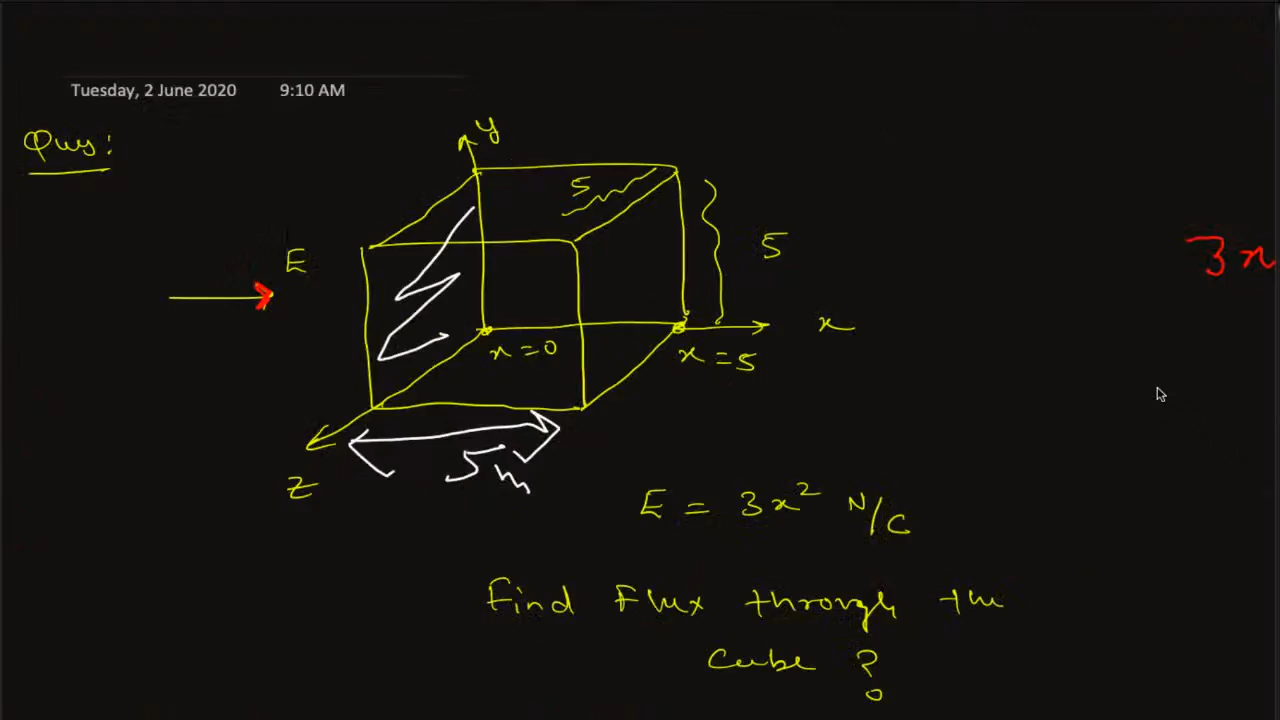 Tuesday, 2 June 2020 9:10 AM
Ques:
y
5
E
5
3x
x
x=0
x=5
5m
z
E = 3x² N/C
Find Flux through the
cube ?